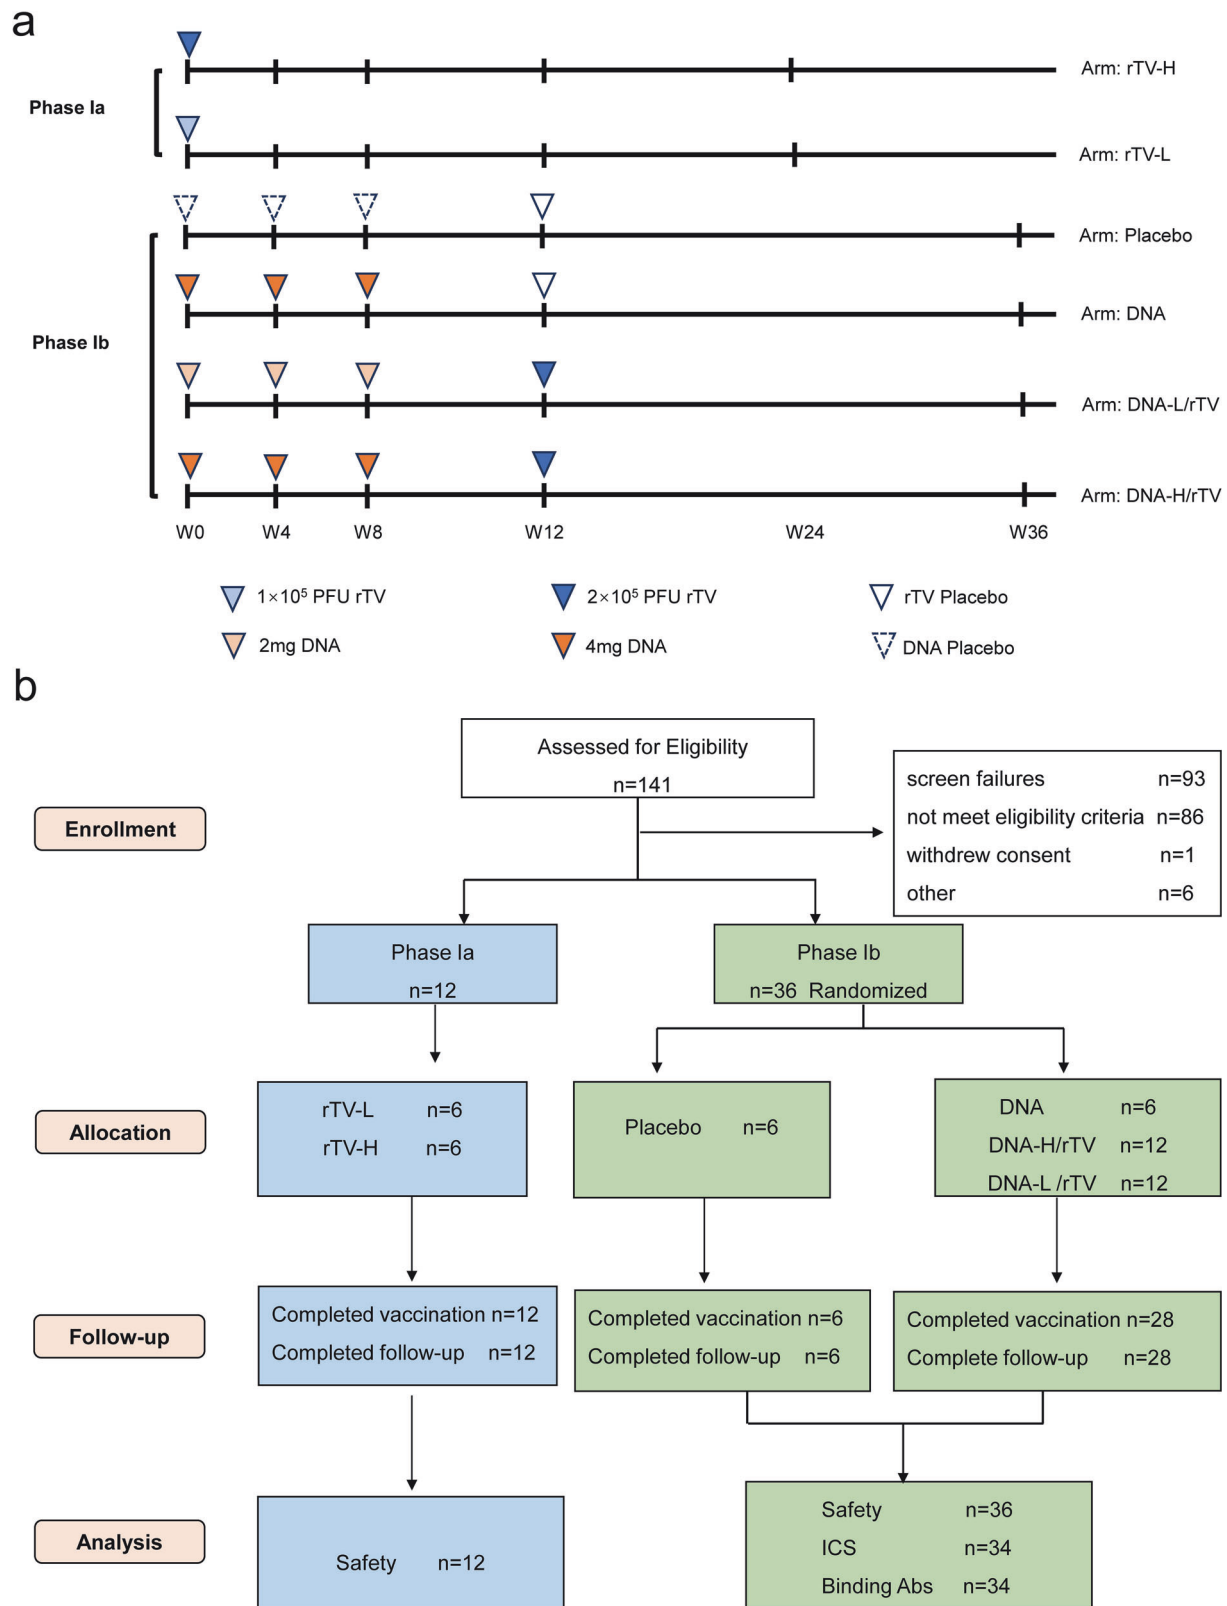 a
Phase Ia
Arm: rTV-H
Arm: rTV-L
Phase Ib
Arm: Placebo
Arm: DNA
Arm: DNA-L/rTV
Arm: DNA-H/rTV
W0 W4 W8 W12 W24 W36
1×10⁵ PFU rTV 2×10⁵ PFU rTV rTV Placebo
2mg DNA 4mg DNA DNA Placebo
b
Assessed for Eligibility
n=141
screen failures n=93
not meet eligibility criteria n=86
withdrew consent n=1
other n=6
Enrollment
Phase Ia
n=12
Phase Ib
n=36 Randomized
Allocation
rTV-L n=6
rTV-H n=6
Placebo n=6
DNA n=6
DNA-H/rTV n=12
DNA-L /rTV n=12
Follow-up
Completed vaccination n=12
Completed follow-up n=12
Completed vaccination n=6
Completed follow-up n=6
Completed vaccination n=28
Complete follow-up n=28
Analysis
Safety n=12
Safety n=36
ICS n=34
Binding Abs n=34